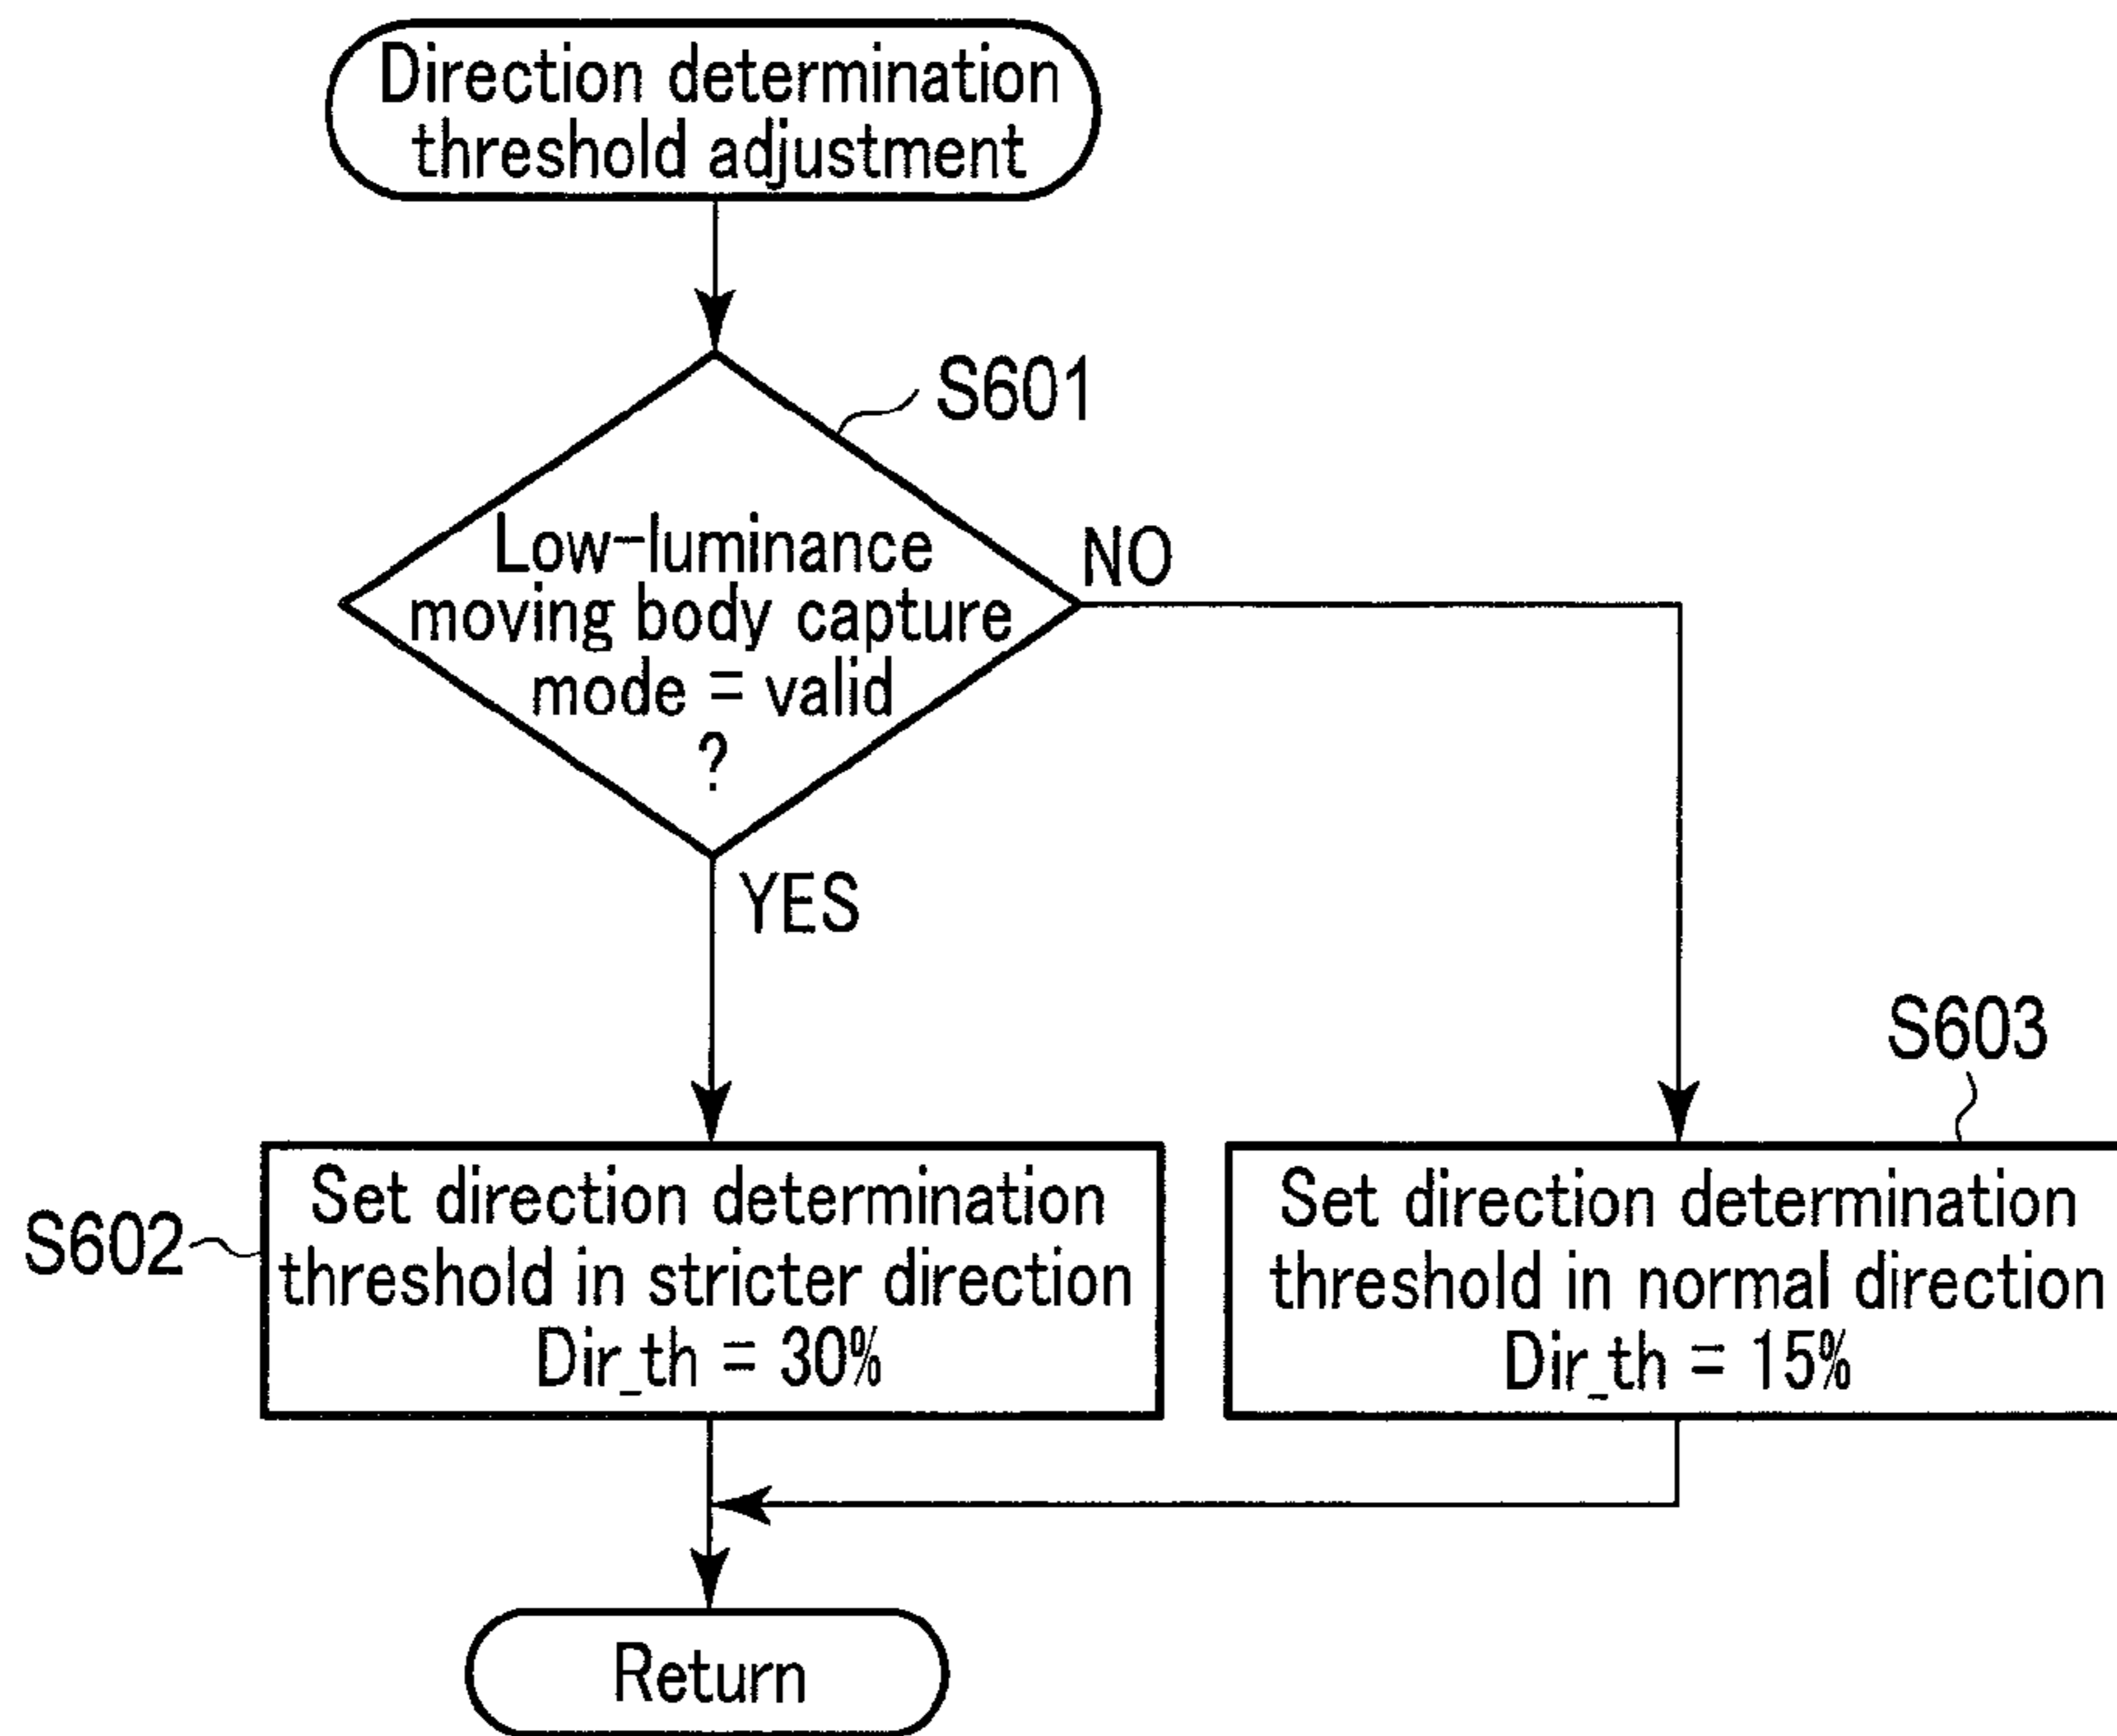 Direction determination
threshold adjustment
S601
Low-luminance
moving body capture
mode = valid
?
NO
YES
S603
S602
Set direction determination
threshold in stricter direction
Dir_th = 30%
Set direction determination
threshold in normal direction
Dir_th = 15%
Return